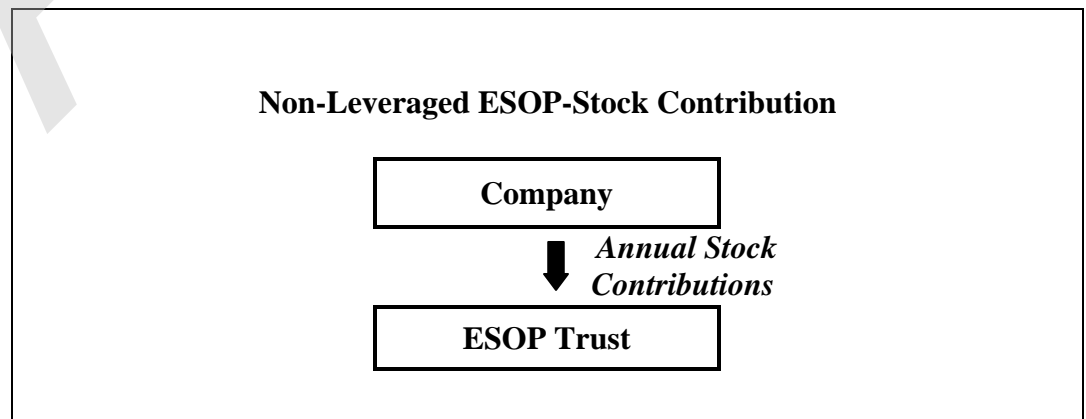 Non-Leveraged ESOP-Stock Contribution
Company
Annual Stock
Contributions
ESOP Trust